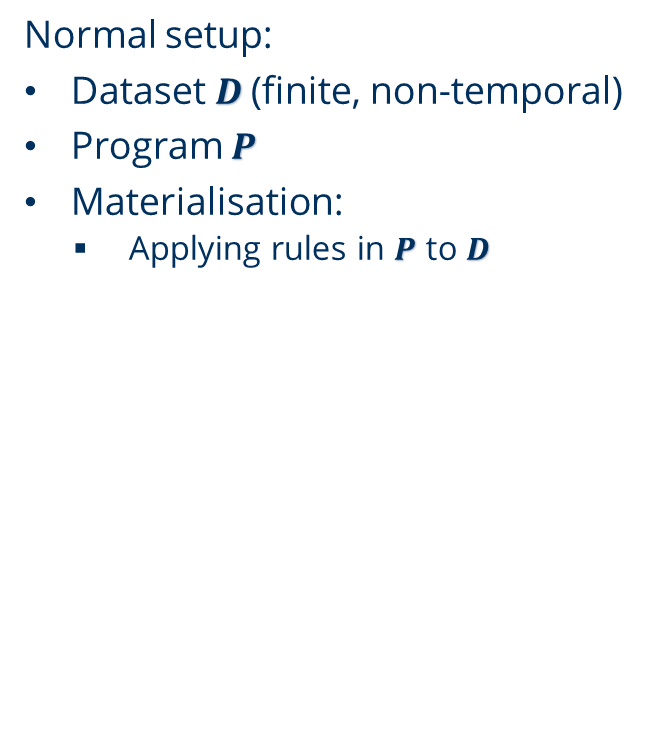 Normal setup:
• Dataset D (finite, non-temporal)
• Program P
• Materialisation:
▪ Applying rules in P to D